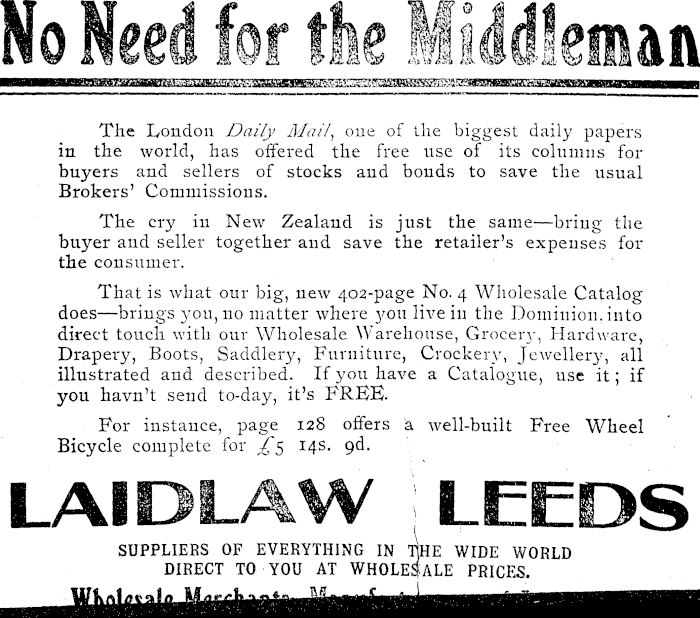 No Need for the Middleman
The London Daily Mail, one of the biggest daily papers
in the world, has offered the free use of its columns for
buyers and sellers of stocks and bonds to save the usual
Brokers' Commissions.
The cry in New Zealand is just the same—bring the
buyer and seller together and save the retailer's expenses for
the consumer.
That is what our big, new 402-page No. 4 Wholesale Catalog
does—brings you, no matter where you live in the Dominion, into
direct touch with our Wholesale Warehouse, Grocery, Hardware,
Drapery, Boots, Saddlery, Furniture, Crockery, Jewellery, all
illustrated and described. If you have a Catalogue, use it; if
you havn't send to-day, it's FREE.
For instance, page 128 offers a well-built Free Wheel
Bicycle complete for £5 14s. 9d.
LAIDLAW LEEDS
SUPPLIERS OF EVERYTHING IN THE WIDE WORLD
DIRECT TO YOU AT WHOLESALE PRICES.
Wholesale Merchants